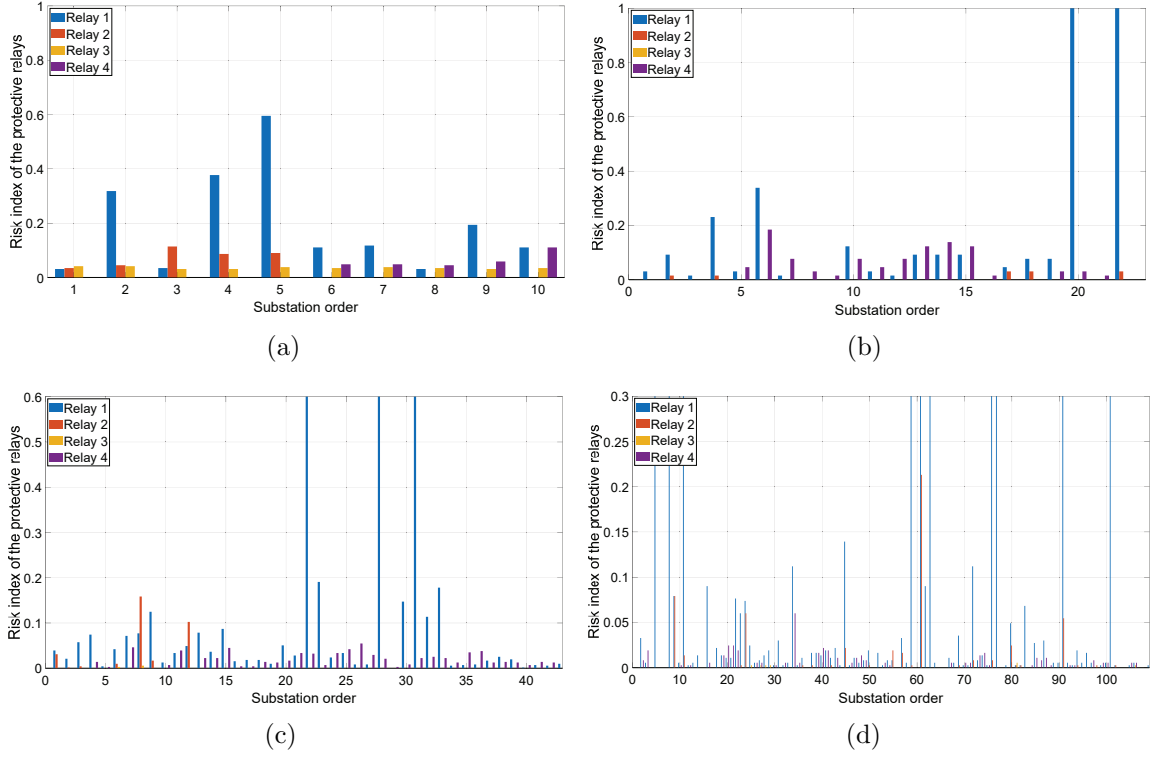 Relay 1
Relay 2
Relay 3
Relay 4
Risk index of the protective relays
1
0.8
0.6
0.4
0.2
0
1 2 3 4 5 6 7 8 9 10
Substation order
(a)
Relay 1
Relay 2
Relay 3
Relay 4
Risk index of the protective relays
1
0.8
0.6
0.4
0.2
0
0 5 10 15 20
Substation order
(b)
Relay 1
Relay 2
Relay 3
Relay 4
Risk index of the protective relays
0.6
0.5
0.4
0.3
0.2
0.1
0
0 5 10 15 20 25 30 35 40
Substation order
(c)
Relay 1
Relay 2
Relay 3
Relay 4
Risk index of the protective relays
0.3
0.25
0.2
0.15
0.1
0.05
0
0 10 20 30 40 50 60 70 80 90 100
Substation order
(d)